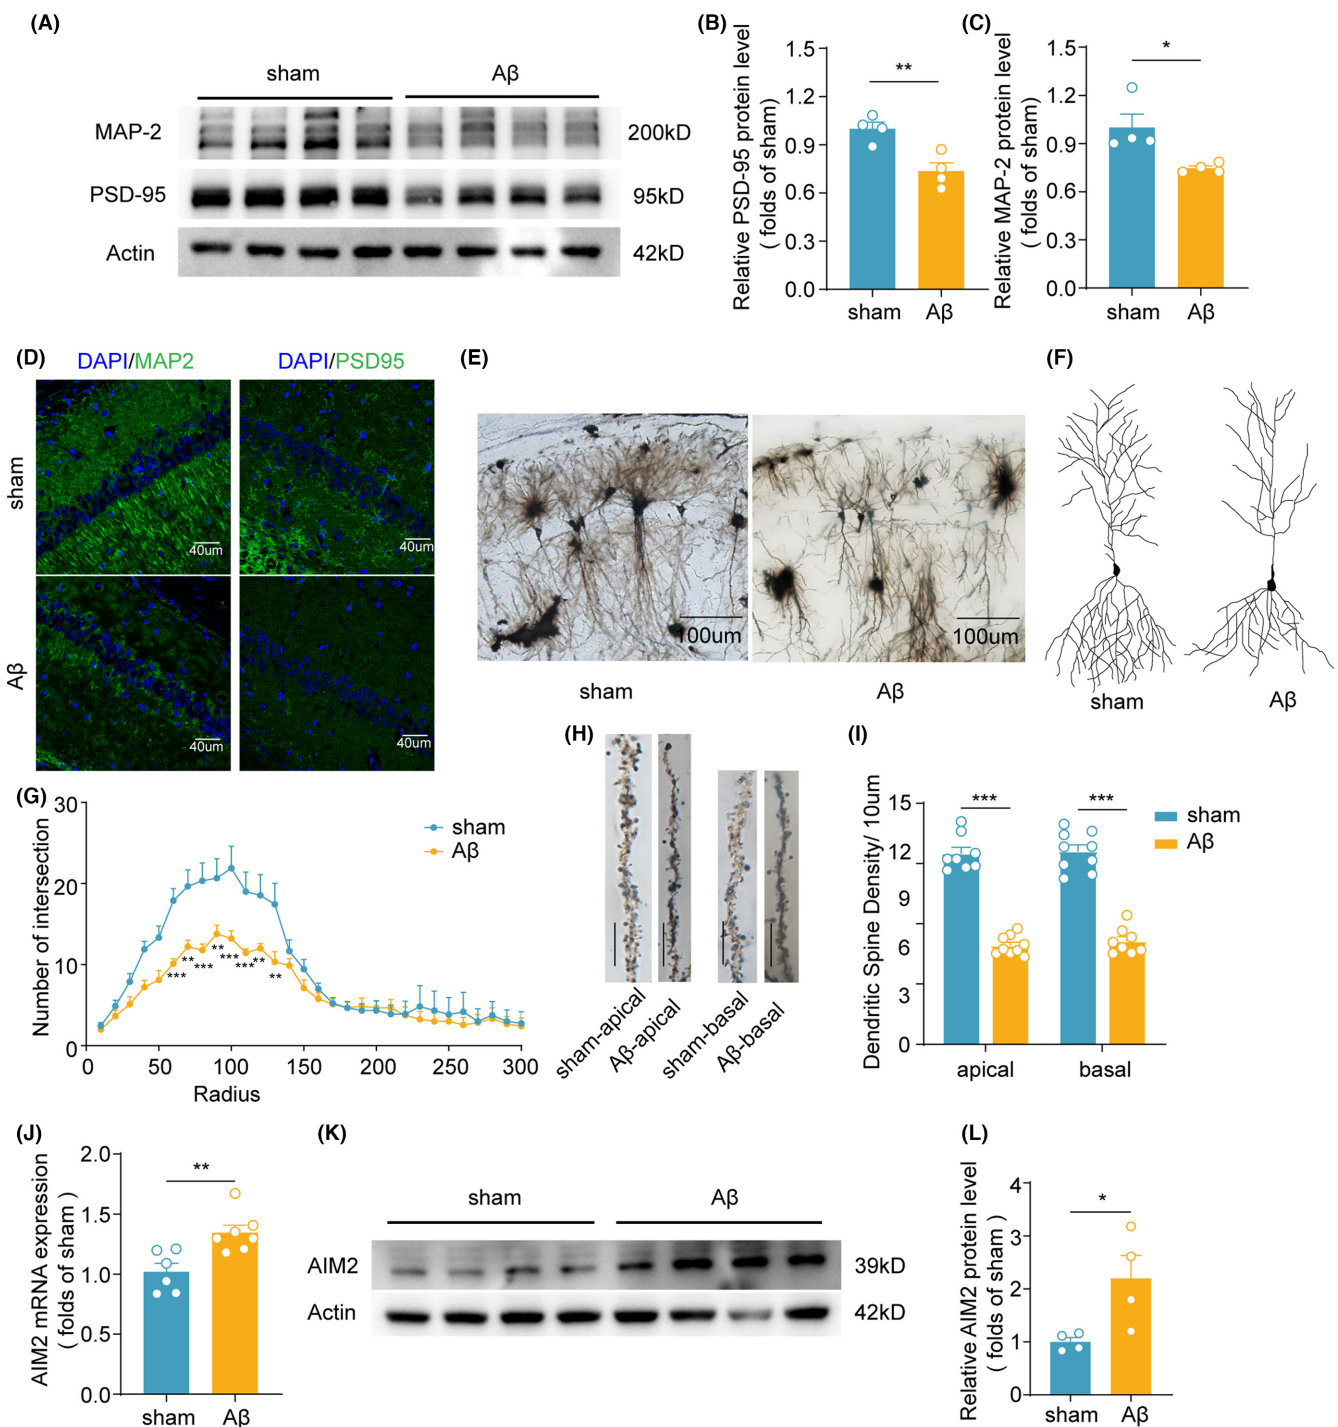 (A)
sham
Aβ
MAP-2
200kD
PSD-95
95kD
Actin
42kD
(B)
Relative PSD-95 protein level
( folds of sham)
1.5
1.2
0.9
0.6
0.3
0.0
**
sham
Aβ
(C)
Relative MAP-2 protein level
( folds of sham)
1.5
1.2
0.9
0.6
0.3
0.0
*
sham
Aβ
(D)
DAPI/MAP2
DAPI/PSD95
sham
Aβ
40um
40um
40um
40um
(E)
100um
100um
sham
Aβ
(F)
sham
Aβ
(G)
Number of intersection
30
20
10
0
0
50
100
150
200
250
300
Radius
sham
Aβ
***
**
***
**
***
***
**
**
(H)
sham-apical
Aβ-apical
sham-basal
Aβ-basal
(I)
Dendritic Spine Density/ 10um
15
12
6
3
0
***
***
apical
basal
sham
Aβ
(J)
AIM2 mRNA expression
( folds of sham )
2.0
1.5
1.0
0.5
0.0
**
sham
Aβ
(K)
sham
Aβ
AIM2
39kD
Actin
42kD
(L)
Relative AIM2 protein level
( folds of sham )
4
3
2
1
0
*
sham
Aβ